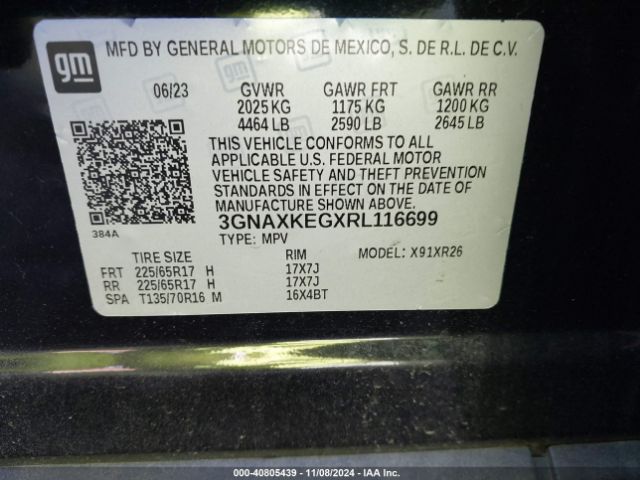 gm
MFD BY GENERAL MOTORS DE MEXICO, S. DE R.L. DE C.V.
06/23 GVWR GAWR FRT GAWR RR
2025 KG 1175 KG 1200 KG
4464 LB 2590 LB 2645 LB
THIS VEHICLE CONFORMS TO ALL
APPLICABLE U.S. FEDERAL MOTOR
VEHICLE SAFETY AND THEFT PREVENTION
STANDARDS IN EFFECT ON THE DATE OF
MANUFACTURE SHOWN ABOVE.
3GNAXKEGXRL116699
384A TYPE: MPV
TIRE SIZE RIM MODEL: X91XR26
FRT 225/65R17 H 17X7J
RR 225/65R17 H 17X7J
SPA T135/70R16 M 16X4BT
000-40805439 - 11/08/2024 - IAA Inc.